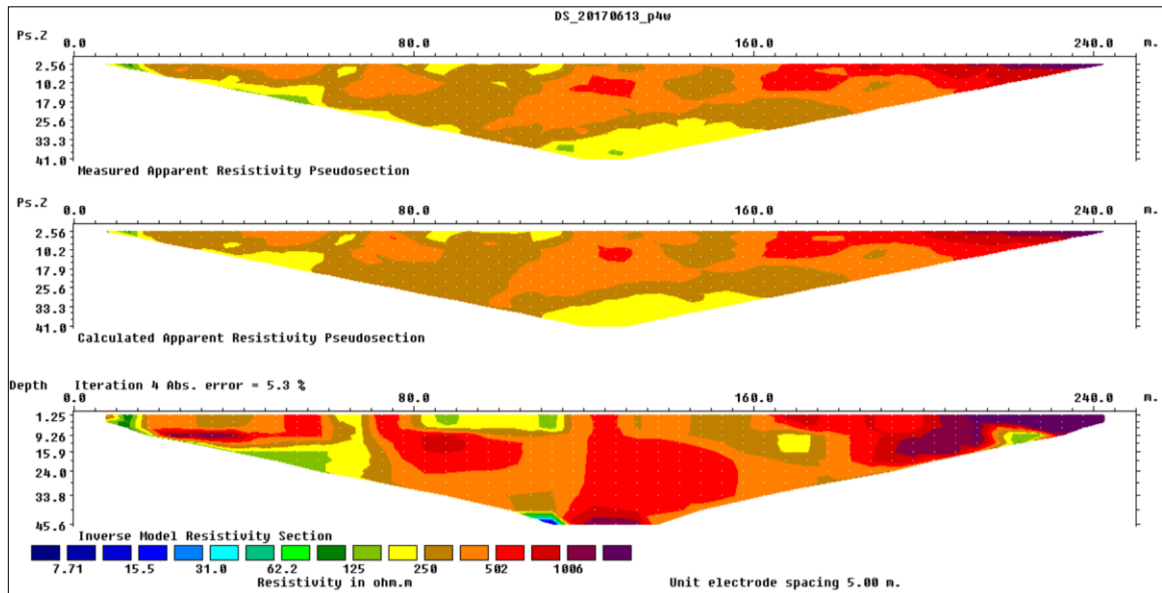 DS_20170613_p4w
Ps.Z 0.0 80.0 160.0 240.0 m.
2.56
10.2
17.9
25.6
33.3
41.0
Measured Apparent Resistivity Pseudosection
Ps.Z 0.0 80.0 160.0 240.0 m.
2.56
10.2
17.9
25.6
33.3
41.0
Calculated Apparent Resistivity Pseudosection
Depth Iteration 4 Abs. error = 5.3 %
0.0 80.0 160.0 240.0 m.
1.25
9.26
15.9
24.0
33.8
45.6
Inverse Model Resistivity Section
7.71 15.5 31.0 62.2 125 250 502 1006
Resistivity in ohm.m Unit electrode spacing 5.00 m.